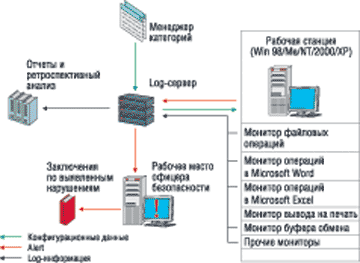 Менеджер
категорий
Рабочая станция
(Win 98/Me/NT/2000/XP)
Отчеты и
ретроспективный
анализ
Log-сервер
Монитор файловых
операций
Монитор операций
в Microsoft Word
Монитор операций
в Microsoft Excel
Монитор вывода на печать
Монитор буфера обмена
Прочие мониторы
Заключения
по выявленным
нарушениям
Рабочее место
офицера
безопасности
Конфигурационные данные
Alert
Log-информация